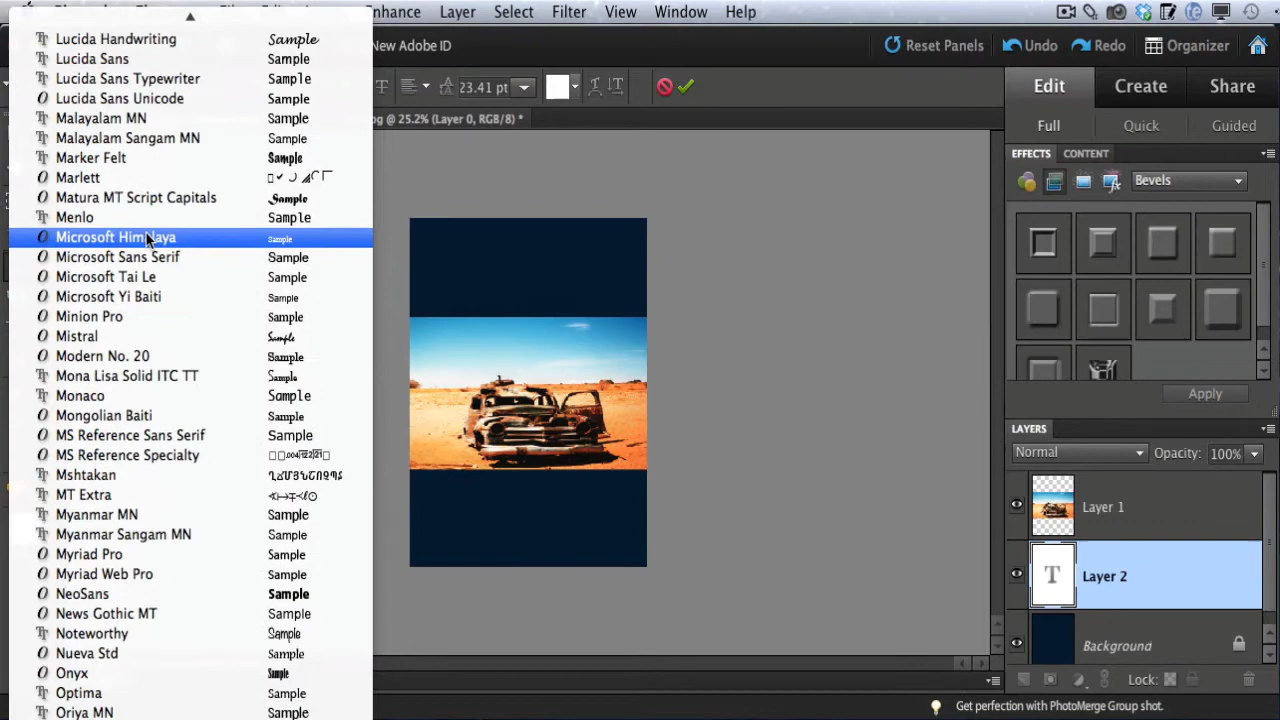 Enhance Layer Select Filter View Window Help
New Adobe ID
Reset Panels Undo Redo Organizer
23.41 pt
Edit Create Share
@ 25.2% (Layer 0, RGB/8) *
Full Quick Guided
EFFECTS CONTENT
Bevels
Apply
LAYERS
Normal Opacity: 100%
Layer 1
Layer 2
Background
Lock:
Get perfection with PhotoMerge Group shot.
Lucida Handwriting Sample
Lucida Sans Sample
Lucida Sans Typewriter Sample
Lucida Sans Unicode Sample
Malayalam MN Sample
Malayalam Sangam MN Sample
Marker Felt Sample
Marlett
Matura MT Script Capitals Sample
Menlo Sample
Microsoft Himalaya Sample
Microsoft Sans Serif Sample
Microsoft Tai Le Sample
Microsoft Yi Baiti Sample
Minion Pro Sample
Mistral Sample
Modern No. 20 Sample
Mona Lisa Solid ITC TT Sample
Monaco Sample
Mongolian Baiti Sample
MS Reference Sans Serif Sample
MS Reference Specialty
Mshtakan
MT Extra
Myanmar MN Sample
Myanmar Sangam MN Sample
Myriad Pro Sample
Myriad Web Pro Sample
NeoSans Sample
News Gothic MT Sample
Noteworthy Sample
Nueva Std Sample
Onyx Sample
Optima Sample
Oriya MN Sample